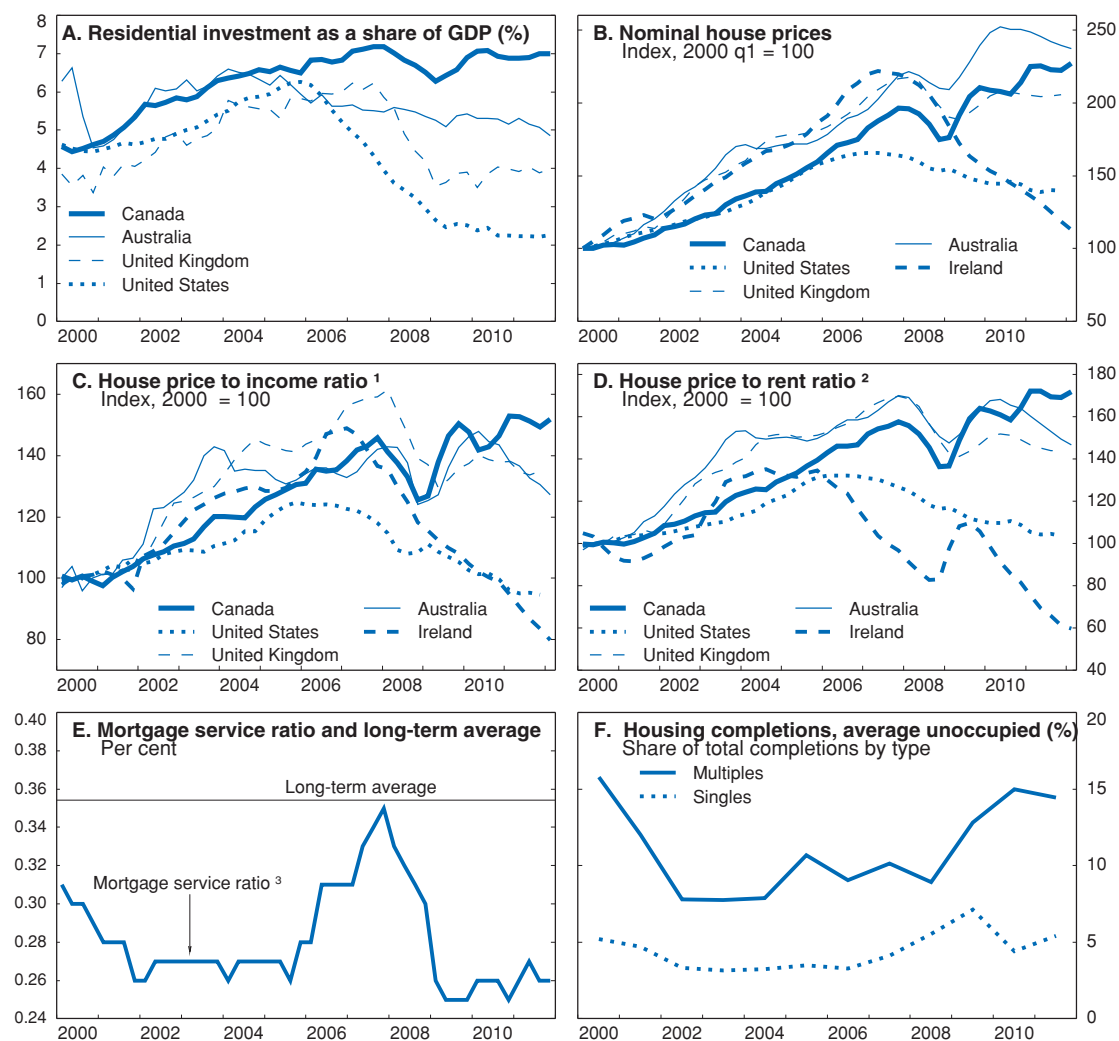 A. Residential investment as a share of GDP (%)
8
7
6
5
4
3
2
1
0
Canada
Australia
United Kingdom
United States
2000 2002 2004 2006 2008 2010
B. Nominal house prices
Index, 2000 q1 = 100
250
200
150
100
50
Canada
United States
United Kingdom
Australia
Ireland
2000 2002 2004 2006 2008 2010
C. House price to income ratio 1
Index, 2000 = 100
160
140
120
100
80
Canada
United States
United Kingdom
Australia
Ireland
2000 2002 2004 2006 2008 2010
D. House price to rent ratio 2
Index, 2000 = 100
180
160
140
120
100
80
60
40
Canada
United States
United Kingdom
Australia
Ireland
2000 2002 2004 2006 2008 2010
E. Mortgage service ratio and long-term average
Per cent
0.40
0.38
0.36
0.34
0.32
0.30
0.28
0.26
0.24
Long-term average
Mortgage service ratio 3
2000 2002 2004 2006 2008 2010
F. Housing completions, average unoccupied (%)
Share of total completions by type
Multiples
Singles
20
15
10
5
0
2000 2002 2004 2006 2008 2010